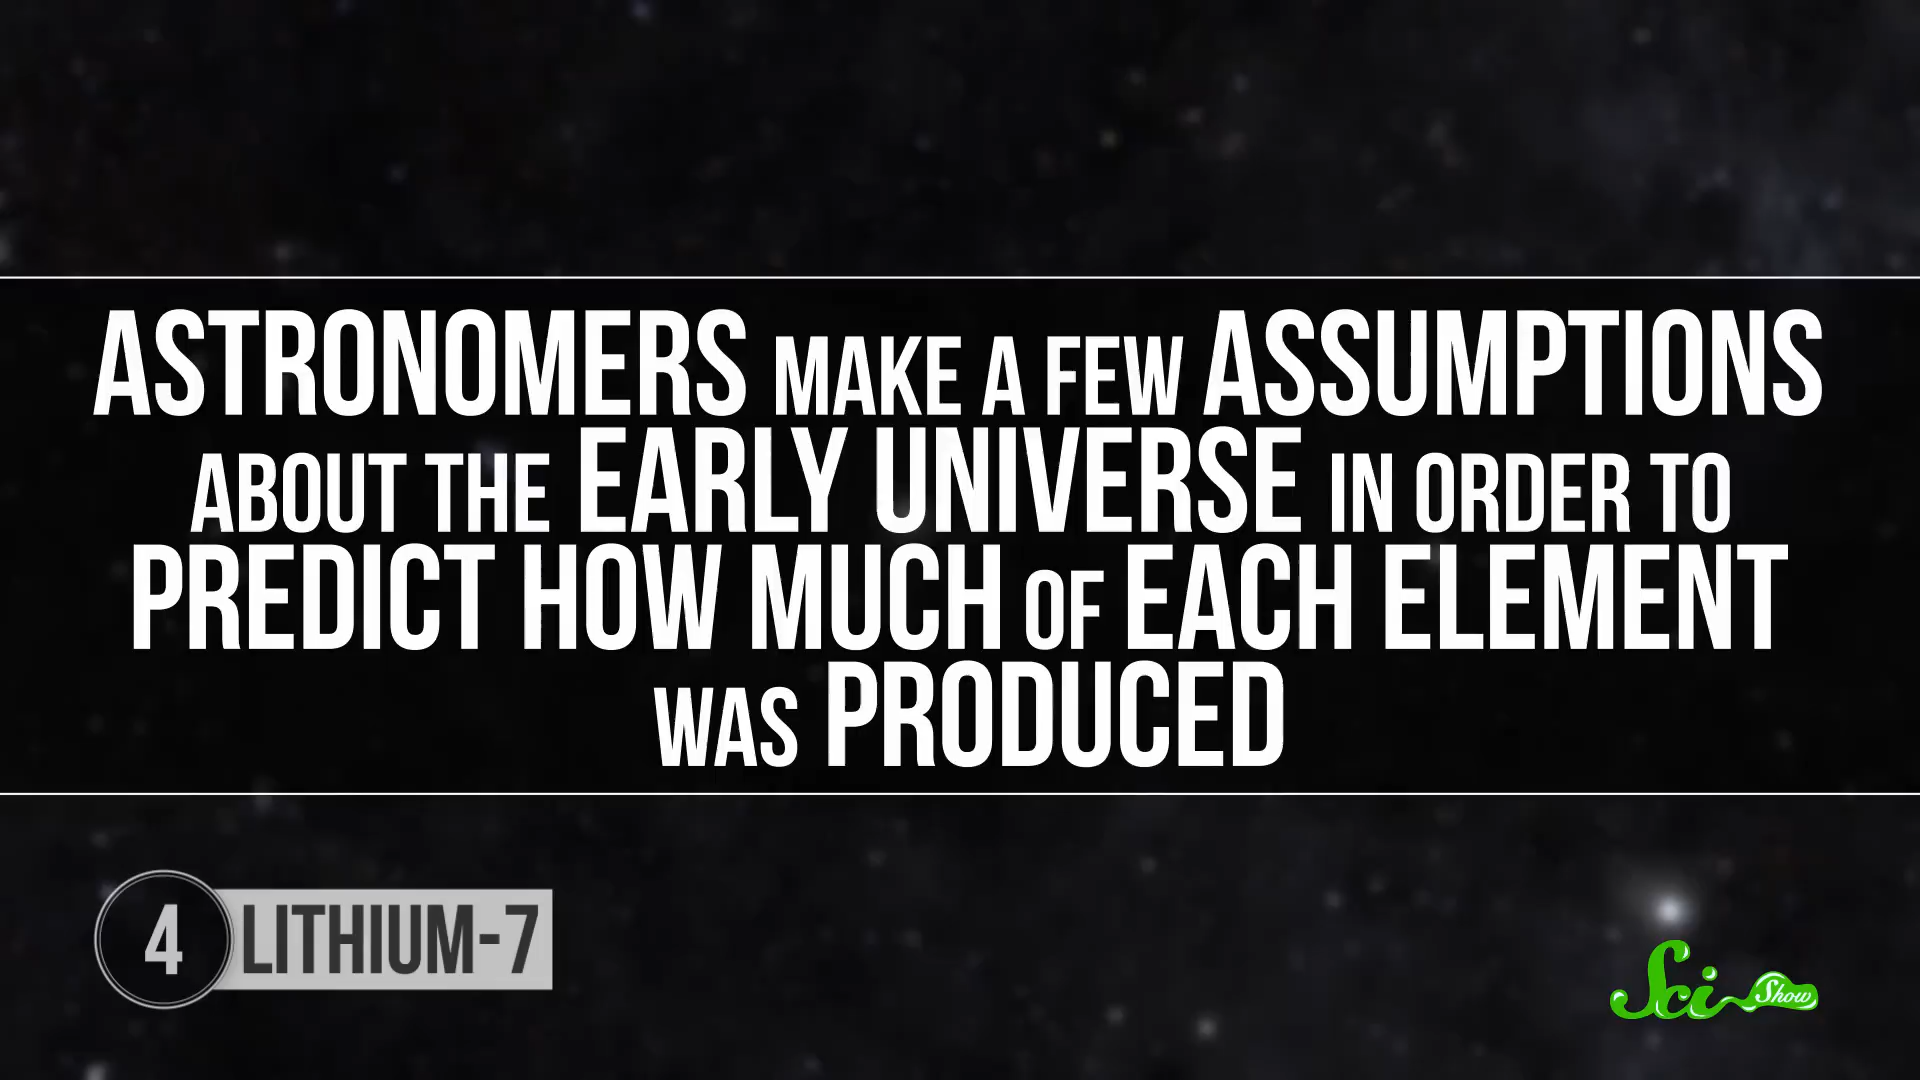 ASTRONOMERS MAKE A FEW ASSUMPTIONS
ABOUT THE EARLY UNIVERSE IN ORDER TO
PREDICT HOW MUCH OF EACH ELEMENT
WAS PRODUCED
4 LITHIUM-7
Sci Show